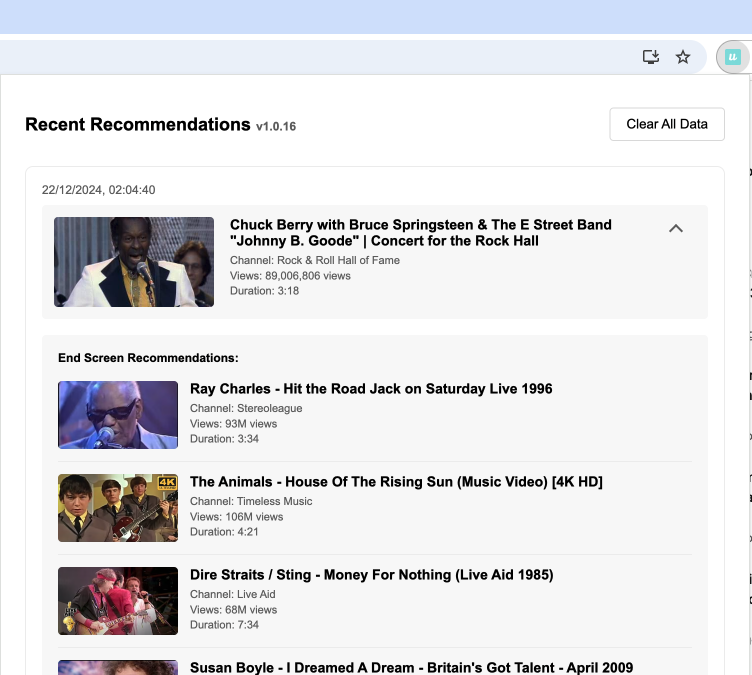 u
Recent Recommendations v1.0.16
Clear All Data
22/12/2024, 02:04:40
Chuck Berry with Bruce Springsteen & The E Street Band
"Johnny B. Goode" | Concert for the Rock Hall
Channel: Rock & Roll Hall of Fame
Views: 89,006,806 views
Duration: 3:18
End Screen Recommendations:
Ray Charles - Hit the Road Jack on Saturday Live 1996
Channel: Stereoleague
Views: 93M views
Duration: 3:34
4K
The Animals - House Of The Rising Sun (Music Video) [4K HD]
Channel: Timeless Music
Views: 106M views
Duration: 4:21
Dire Straits / Sting - Money For Nothing (Live Aid 1985)
Channel: Live Aid
Views: 68M views
Duration: 7:34
Susan Boyle - I Dreamed A Dream - Britain's Got Talent - April 2009